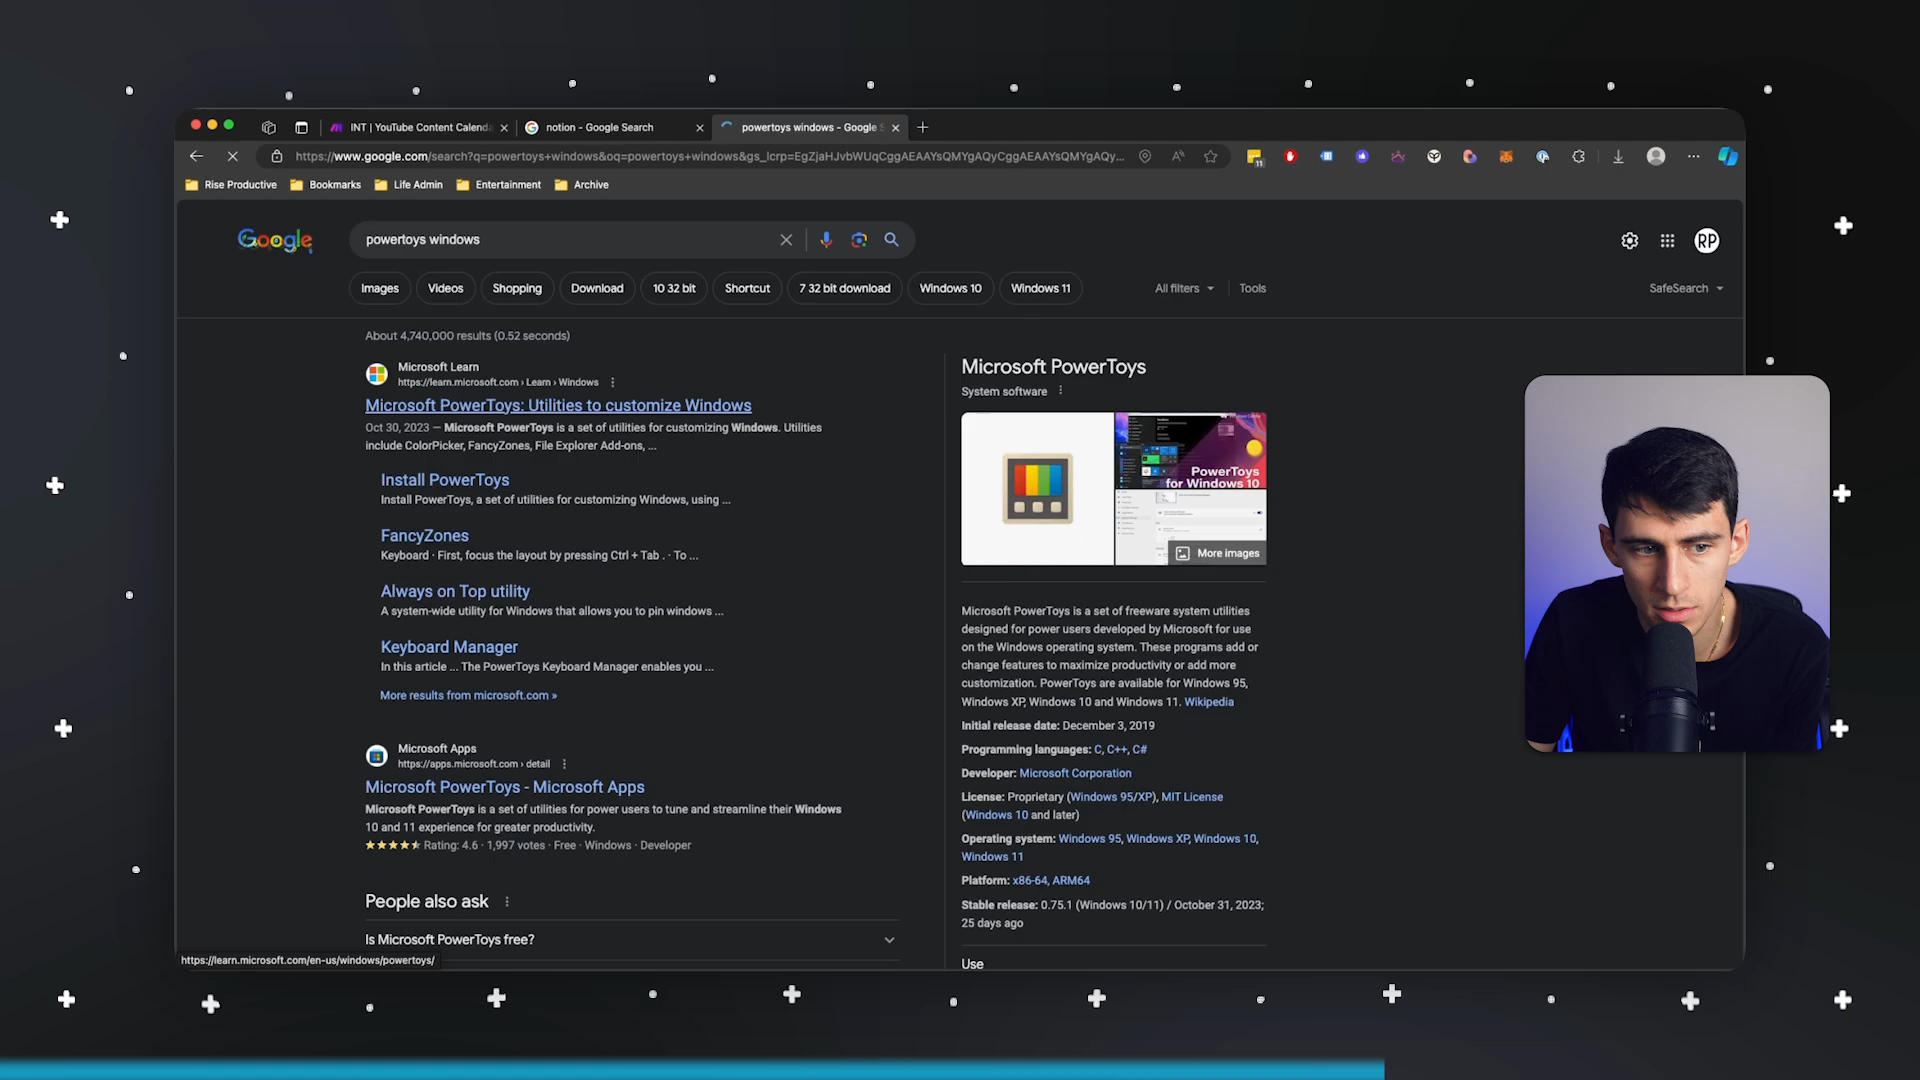 INT | YouTube Content Calenda
notion - Google Search
powertoys windows - Google S
https://www.google.com/search?q=powertoys+windows&oq=powertoys+windows&gs_lcrp=EgZjaHJvbWUqCggAEAAYsQMYgAQyCggAEAAYsQMYgAQy...
11
Rise Productive
Bookmarks
Life Admin
Entertainment
Archive
Google
powertoys windows
RP
Images
Videos
Shopping
Download
10 32 bit
Shortcut
7 32 bit download
Windows 10
Windows 11
All filters
Tools
SafeSearch
About 4,740,000 results (0.52 seconds)
Microsoft Learn
https://learn.microsoft.com › Learn › Windows
Microsoft PowerToys: Utilities to customize Windows
Oct 30, 2023 — Microsoft PowerToys is a set of utilities for customizing Windows. Utilities
include ColorPicker, FancyZones, File Explorer Add-ons, ...
Install PowerToys
Install PowerToys, a set of utilities for customizing Windows, using ...
FancyZones
Keyboard · First, focus the layout by pressing Ctrl + Tab . · To ...
Always on Top utility
A system-wide utility for Windows that allows you to pin windows ...
Keyboard Manager
In this article ... The PowerToys Keyboard Manager enables you ...
More results from microsoft.com »
Microsoft Apps
https://apps.microsoft.com › detail
Microsoft PowerToys - Microsoft Apps
Microsoft PowerToys is a set of utilities for power users to tune and streamline their Windows
10 and 11 experience for greater productivity.
Rating: 4.6 · 1,997 votes · Free · Windows · Developer
People also ask
Is Microsoft PowerToys free?
https://learn.microsoft.com/en-us/windows/powertoys/
Microsoft PowerToys
System software
PowerToys
for Windows 10
More images
Microsoft PowerToys is a set of freeware system utilities
designed for power users developed by Microsoft for use
on the Windows operating system. These programs add or
change features to maximize productivity or add more
customization. PowerToys are available for Windows 95,
Windows XP, Windows 10 and Windows 11. Wikipedia
Initial release date: December 3, 2019
Programming languages: C, C++, C#
Developer: Microsoft Corporation
License: Proprietary (Windows 95/XP), MIT License
(Windows 10 and later)
Operating system: Windows 95, Windows XP, Windows 10,
Windows 11
Platform: x86-64, ARM64
Stable release: 0.75.1 (Windows 10/11) / October 31, 2023;
25 days ago
Use